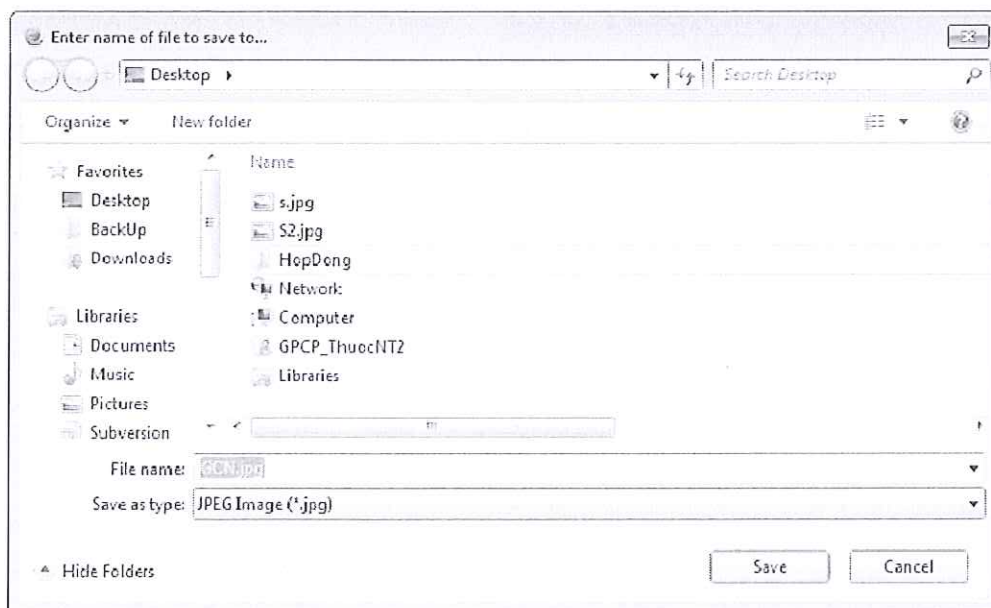 Enter name of file to save to...
Desktop
Search Desktop
Organize
New folder
Favorites
Desktop
BackUp
Downloads
Libraries
Documents
Music
Pictures
Subversion
Name
s.jpg
S2.jpg
HopDong
Network
Computer
GPCP_ThuocNT2
Libraries
File name: GCN.jpg
Save as type: JPEG Image (*.jpg)
Hide Folders
Save
Cancel